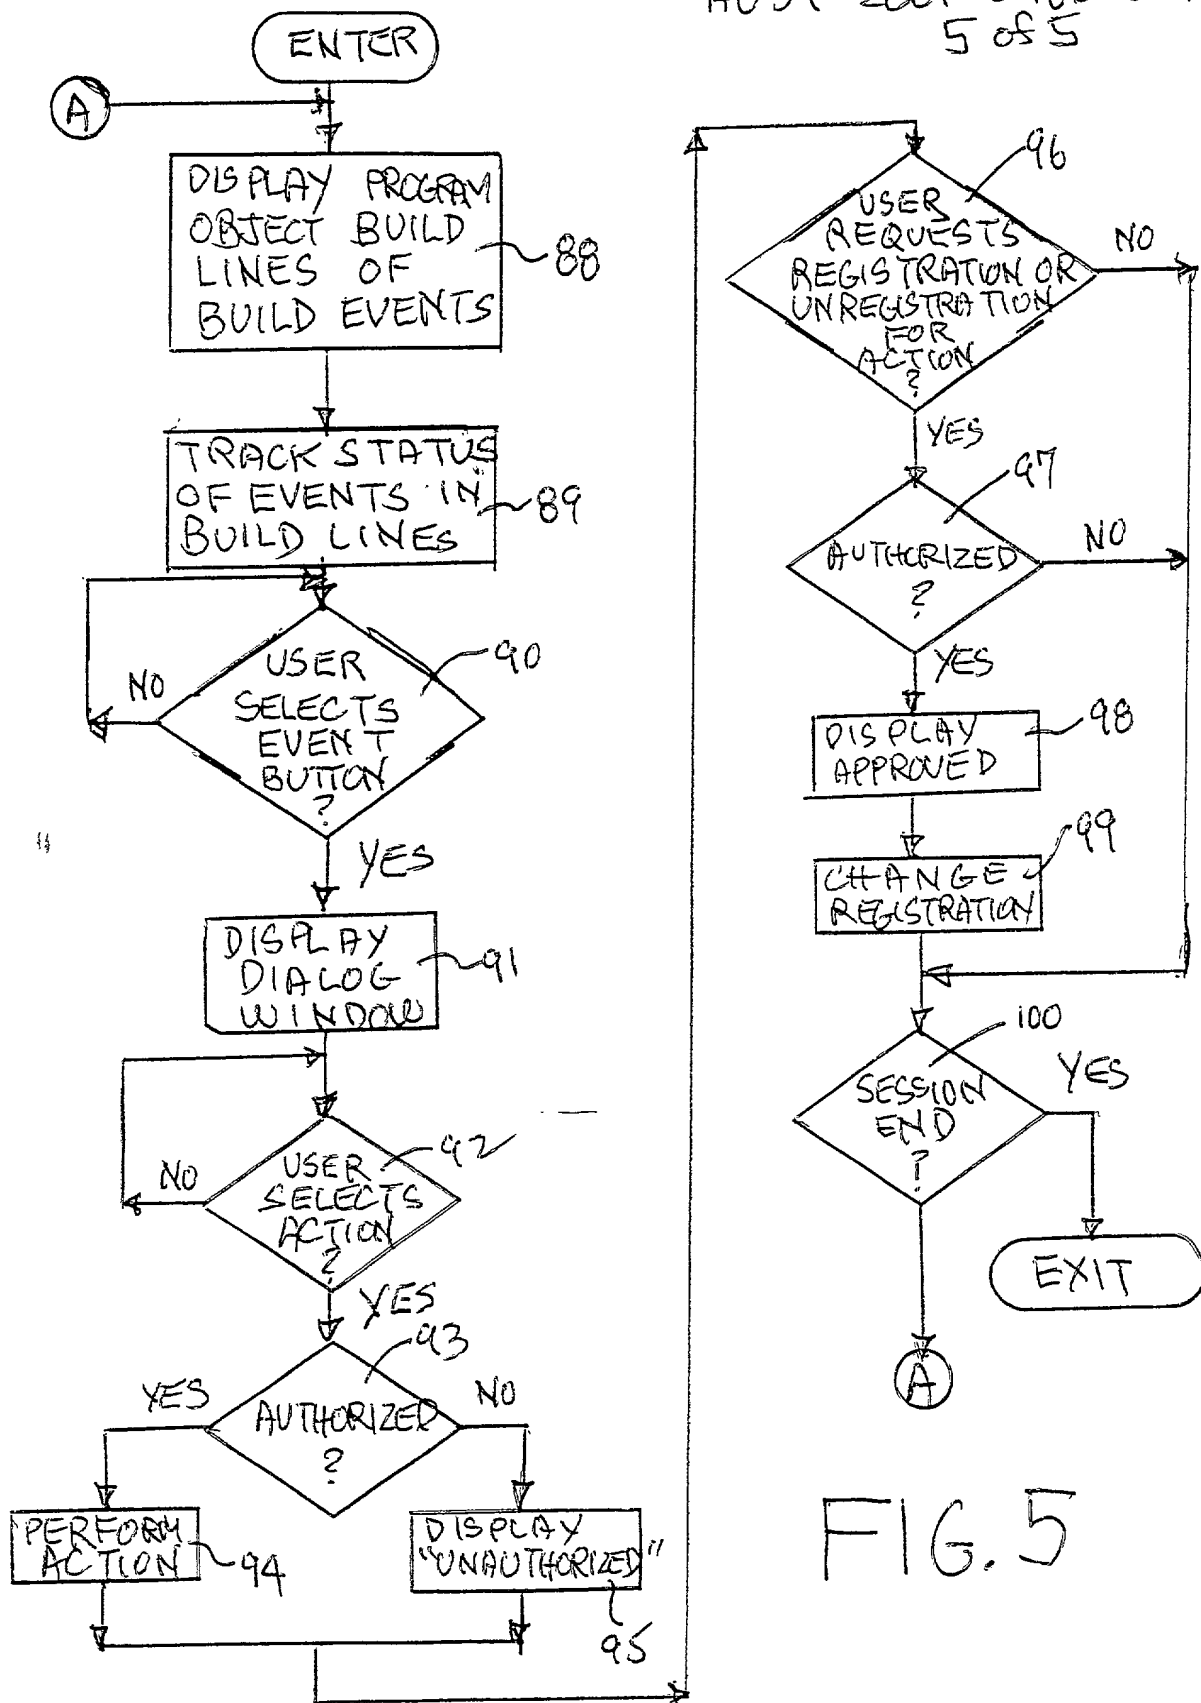 5 of 5
ENTER
A
DISPLAY PROGRAM
OBJECT BUILD
LINES OF
BUILD EVENTS
88
TRACK STATUS
OF EVENTS IN
BUILD LINES
89
USER
SELECTS
EVENT
BUTTON
?
90
NO
YES
DISPLAY
DIALOG
WINDOW
91
USER
SELECTS
ACTION
?
92
NO
YES
AUTHORIZED
?
93
YES
NO
PERFORM
ACTION
94
DISPLAY
"UNAUTHORIZED"
95
USER
REQUESTS
REGISTRATION OR
UNREGISTRATION
FOR
ACTION
?
96
NO
YES
AUTHORIZED
?
97
NO
YES
DISPLAY
APPROVED
98
CHANGE
REGISTRATION
99
SESSION
END
?
100
YES
EXIT
A
FIG. 5